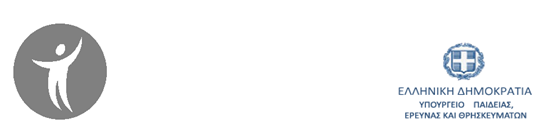 ΕΛΛΗΝΙΚΗ ΔΗΜΟΚΡΑΤΙΑ
ΥΠΟΥΡΓΕΙΟ ΠΑΙΔΕΙΑΣ,
ΕΡΕΥΝΑΣ ΚΑΙ ΘΡΗΣΚΕΥΜΑΤΩΝ